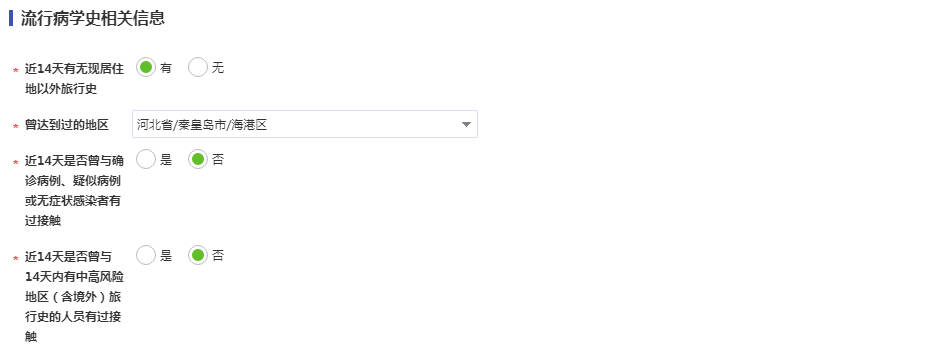 流行病学史相关信息
* 近14天有无现居住 有 无
地以外旅行史
* 曾达到过的地区 河北省/秦皇岛市/海港区
* 近14天是否曾与确 是 否
诊病例、疑似病例
或无症状感染者有
过接触
* 近14天是否曾与 是 否
14天内有中高风险
地区（含境外）旅
行史的人员有过接
触